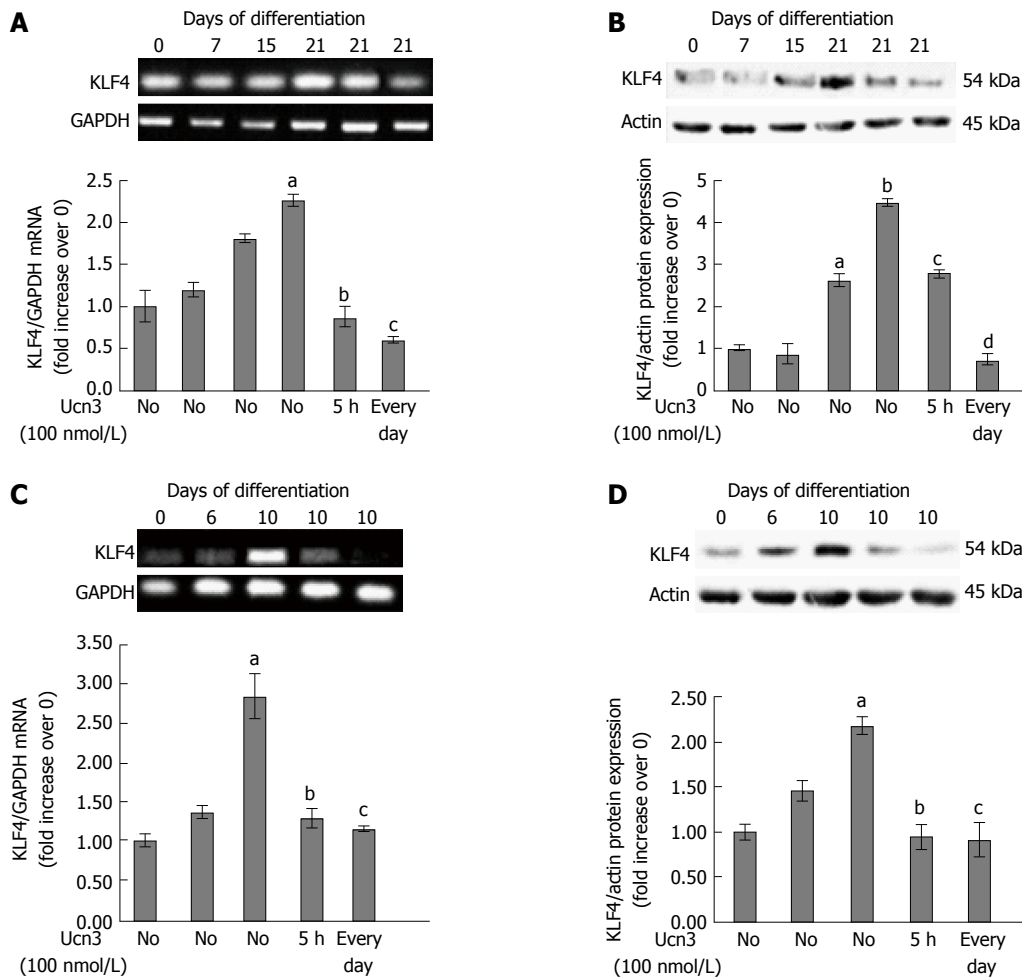 A
Days of differentiation
0 7 15 21 21 21
KLF4
GAPDH
KLF4/GAPDH mRNA
(fold increase over 0)
2.5
2.0
1.5
1.0
0.5
0.0
a
b
c
Ucn3 No No No No 5 h Every
(100 nmol/L) day
B
Days of differentiation
0 7 15 21 21 21
KLF4 54 kDa
Actin 45 kDa
KLF4/actin protein expression
(fold increase over 0)
5
4
3
2
1
0
a
b
c
d
Ucn3 No No No No 5 h Every
(100 nmol/L) day
C
Days of differentiation
0 6 10 10 10
KLF4
GAPDH
KLF4/GAPDH mRNA
(fold increase over 0)
3.50
3.00
2.50
2.00
1.50
1.00
0.50
0.00
a
b
c
Ucn3 No No No 5 h Every
(100 nmol/L) day
D
Days of differentiation
0 6 10 10 10
KLF4 54 kDa
Actin 45 kDa
KLF4/actin protein expression
(fold increase over 0)
2.50
2.00
1.50
1.00
0.50
0.00
a
b
c
Ucn3 No No No 5 h Every
(100 nmol/L) day